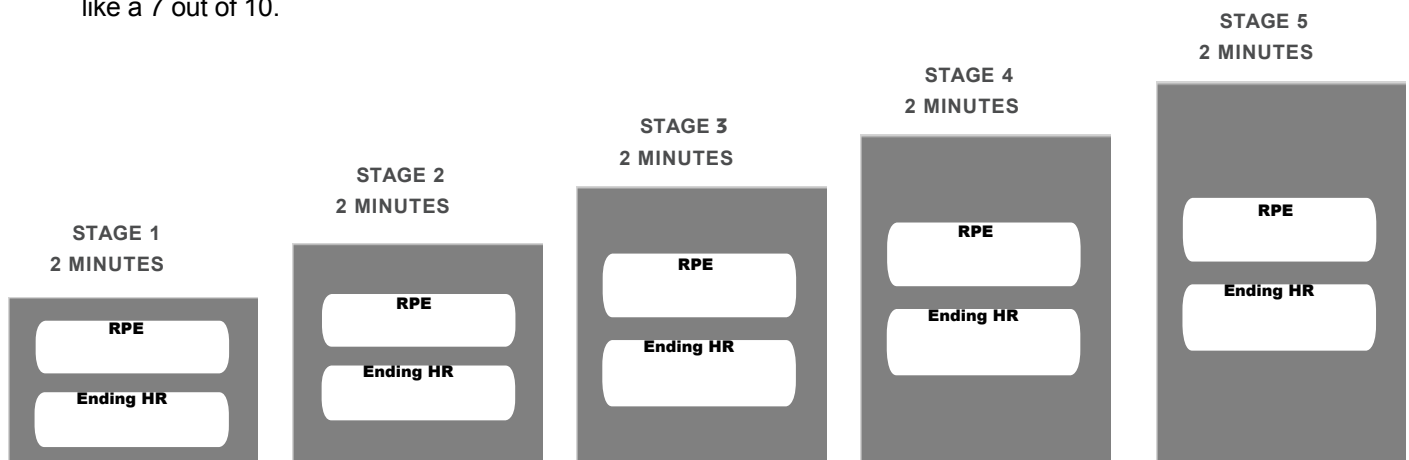 like a 7 out of 10.
STAGE 1
2 MINUTES
RPE
Ending HR
STAGE 2
2 MINUTES
RPE
Ending HR
STAGE 3
2 MINUTES
RPE
Ending HR
STAGE 4
2 MINUTES
RPE
Ending HR
STAGE 5
2 MINUTES
RPE
Ending HR